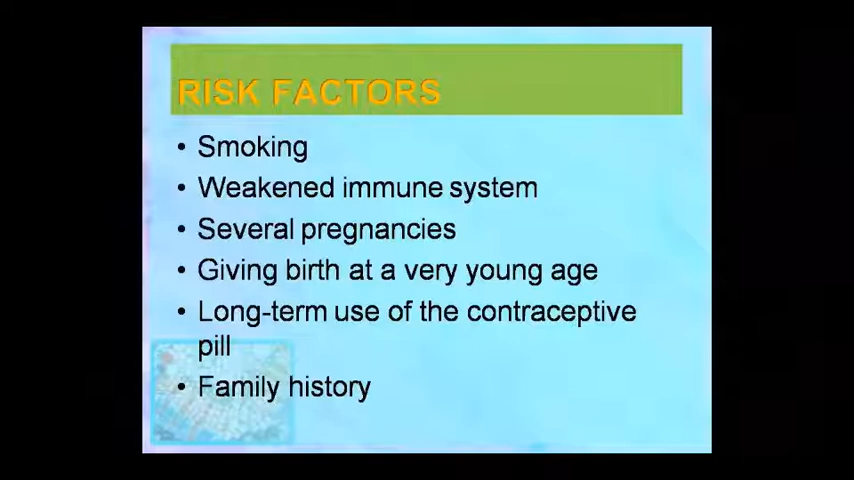 RISK FACTORS
• Smoking
• Weakened immune system
• Several pregnancies
• Giving birth at a very young age
• Long-term use of the contraceptive
pill
• Family history